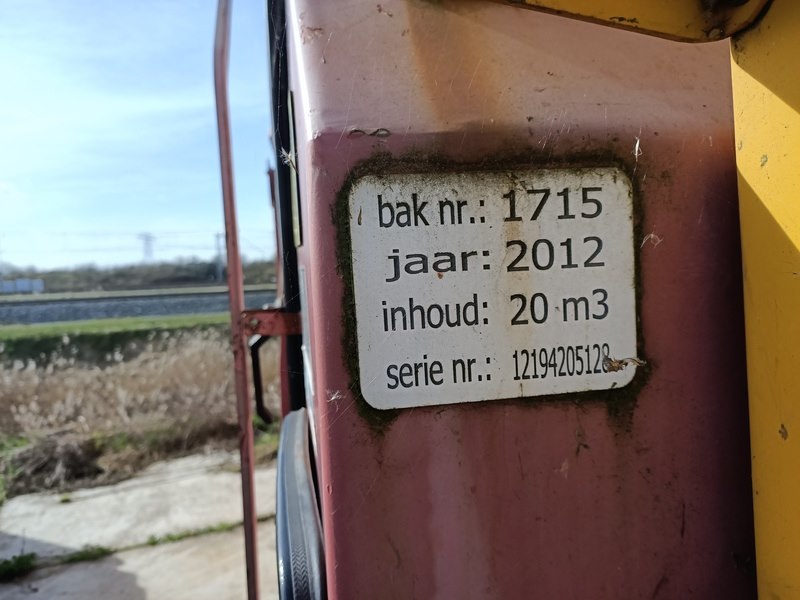 bak nr.: 1715
jaar: 2012
inhoud: 20 m3
serie nr.: 12194205128